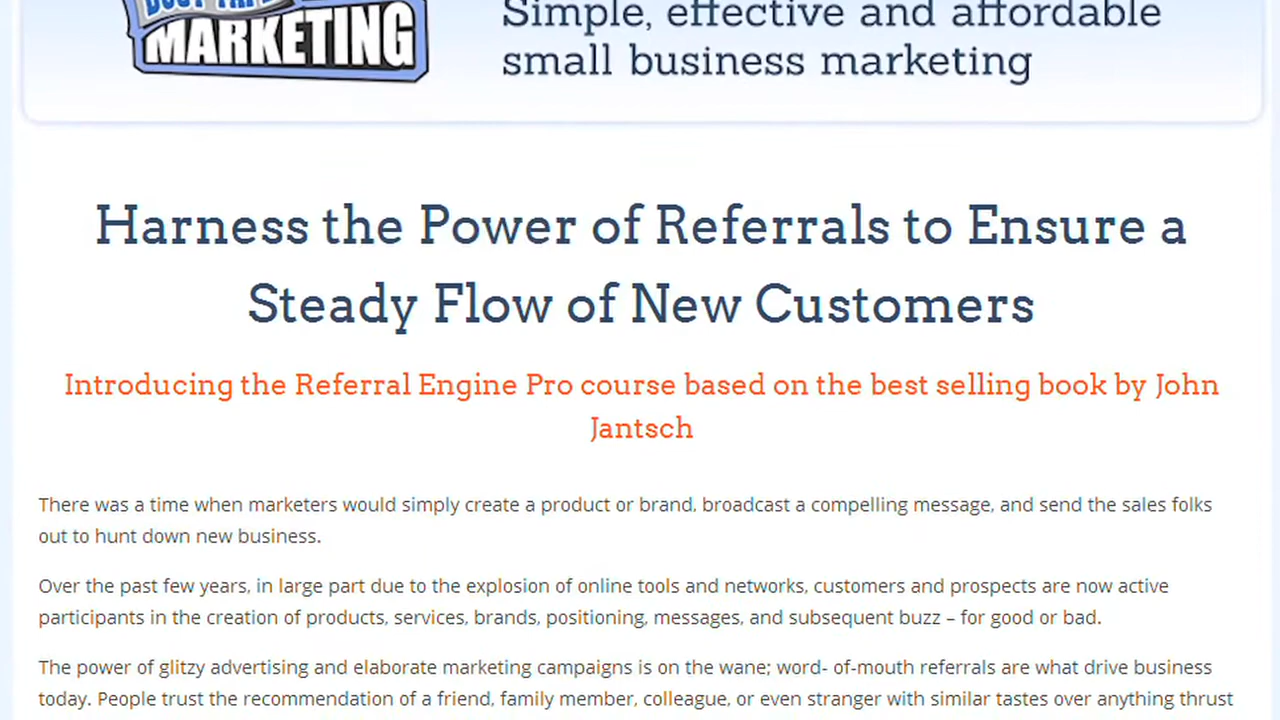 MARKETING
Simple, effective and affordable
small business marketing
Harness the Power of Referrals to Ensure a
Steady Flow of New Customers
Introducing the Referral Engine Pro course based on the best selling book by John
Jantsch
There was a time when marketers would simply create a product or brand, broadcast a compelling message, and send the sales folks
out to hunt down new business.
Over the past few years, in large part due to the explosion of online tools and networks, customers and prospects are now active
participants in the creation of products, services, brands, positioning, messages, and subsequent buzz – for good or bad.
The power of glitzy advertising and elaborate marketing campaigns is on the wane; word- of-mouth referrals are what drive business
today. People trust the recommendation of a friend, family member, colleague, or even stranger with similar tastes over anything thrust